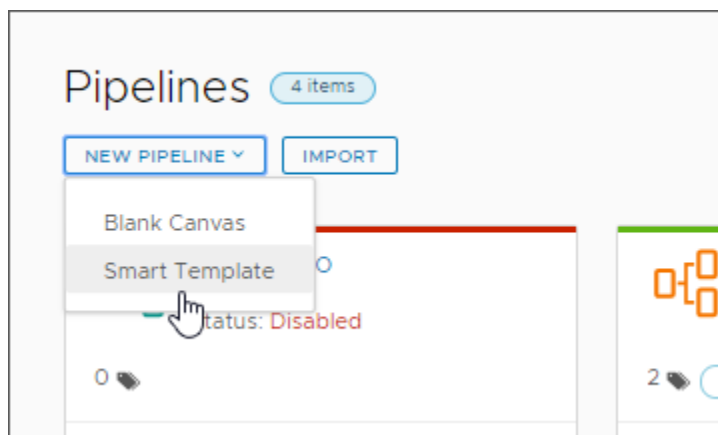 Pipelines 4 items
NEW PIPELINE IMPORT
Blank Canvas
Smart Template
Status: Disabled
0
2